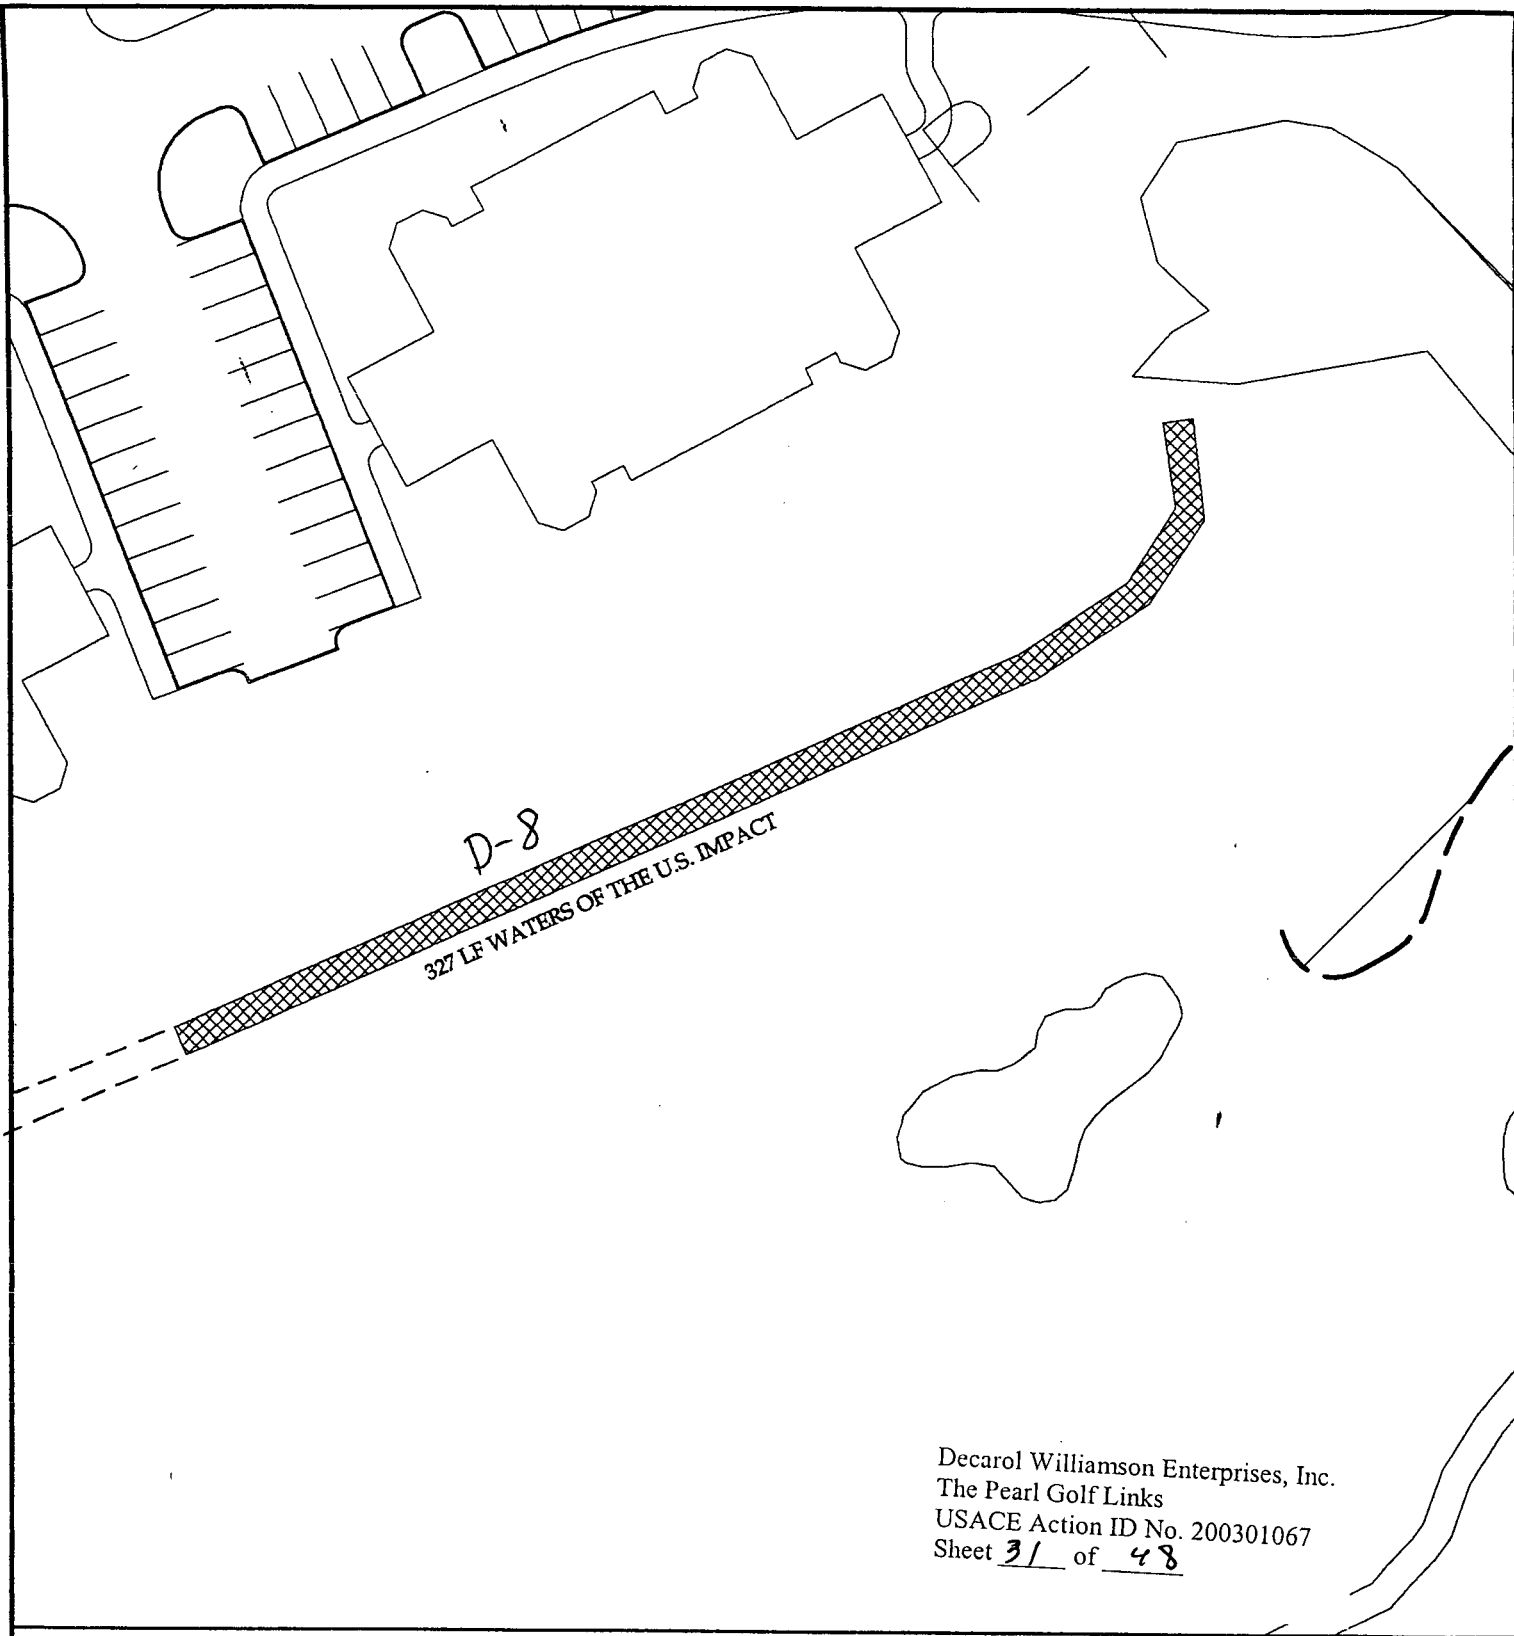 D-8
327 LF WATERS OF THE U.S. IMPACT
Decarol Williamson Enterprises, Inc.
The Pearl Golf Links
USACE Action ID No. 200301067
Sheet 31 of 48